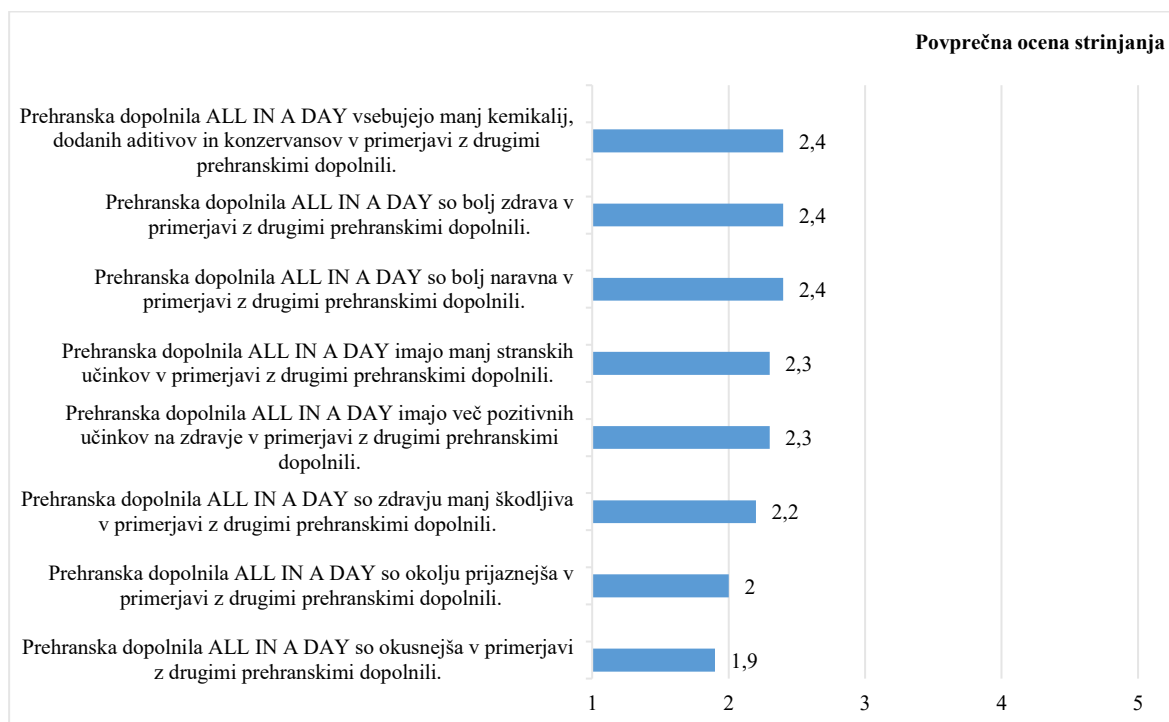 Povprečna ocena strinjanja
Prehranska dopolnila ALL IN A DAY vsebujejo manj kemikalij,
dodanih aditivov in konzervansov v primerjavi z drugimi
prehranskimi dopolnili.
2,4
Prehranska dopolnila ALL IN A DAY so bolj zdrava v
primerjavi z drugimi prehranskimi dopolnili.
2,4
Prehranska dopolnila ALL IN A DAY so bolj naravna v
primerjavi z drugimi prehranskimi dopolnili.
2,4
Prehranska dopolnila ALL IN A DAY imajo manj stranskih
učinkov v primerjavi z drugimi prehranskimi dopolnili.
2,3
Prehranska dopolnila ALL IN A DAY imajo več pozitivnih
učinkov na zdravje v primerjavi z drugimi prehranskimi
dopolnili.
2,3
Prehranska dopolnila ALL IN A DAY so zdravju manj škodljiva
v primerjavi z drugimi prehranskimi dopolnili.
2,2
Prehranska dopolnila ALL IN A DAY so okolju prijaznejša v
primerjavi z drugimi prehranskimi dopolnili.
2
Prehranska dopolnila ALL IN A DAY so okusnejša v primerjavi
z drugimi prehranskimi dopolnili.
1,9
1 2 3 4 5